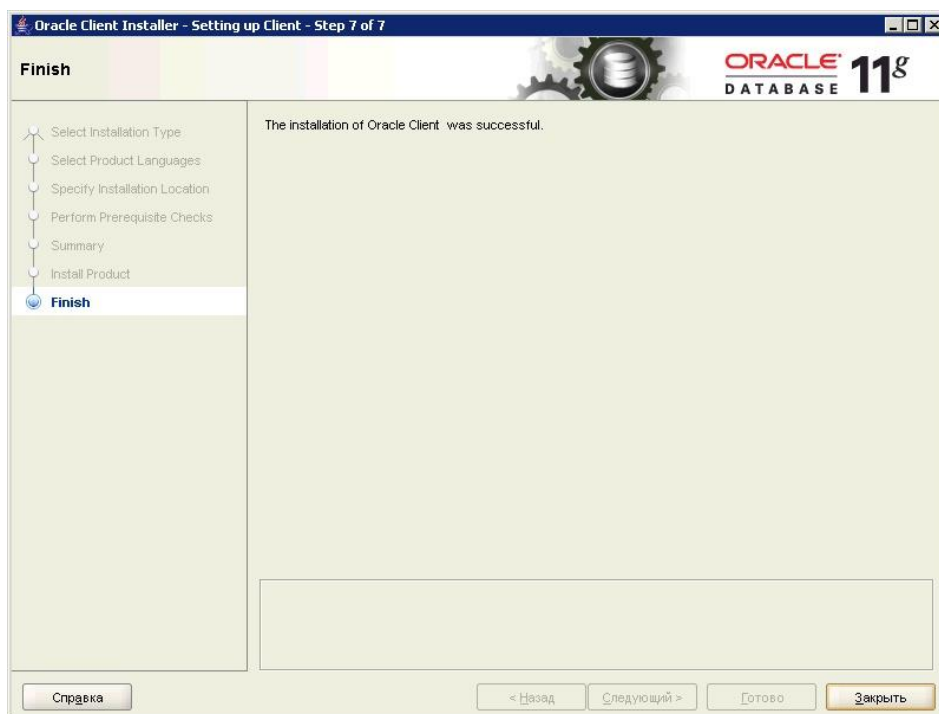 Oracle Client Installer - Setting up Client - Step 7 of 7
Finish
ORACLE
DATABASE
11g
Select Installation Type
Select Product Languages
Specify Installation Location
Perform Prerequisite Checks
Summary
Install Product
Finish
The installation of Oracle Client was successful.
Справка
< Назад
Следующий >
Готово
Закрыть